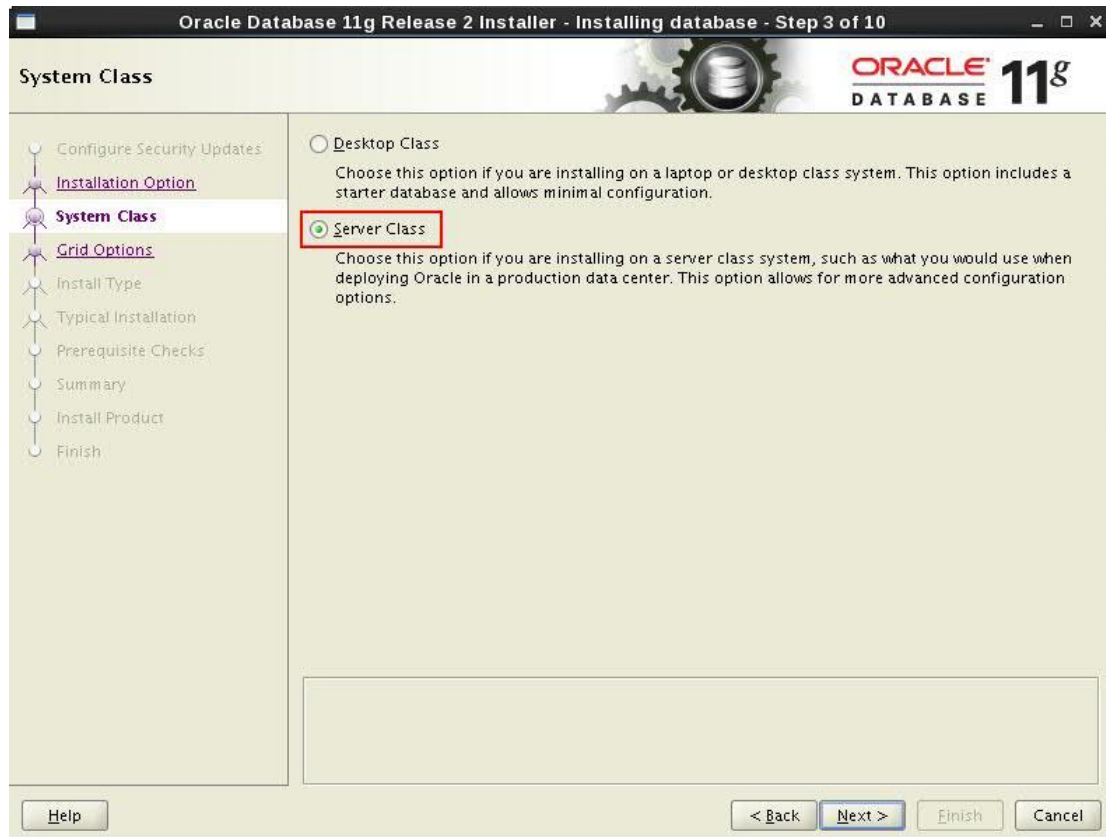 Oracle Database 11g Release 2 Installer - Installing database - Step 3 of 10
System Class
ORACLE
DATABASE
11g
Configure Security Updates
Installation Option
System Class
Grid Options
Install Type
Typical Installation
Prerequisite Checks
Summary
Install Product
Finish
Desktop Class
Choose this option if you are installing on a laptop or desktop class system. This option includes a
starter database and allows minimal configuration.
Server Class
Choose this option if you are installing on a server class system, such as what you would use when
deploying Oracle in a production data center. This option allows for more advanced configuration
options.
Help
< Back
Next >
Finish
Cancel